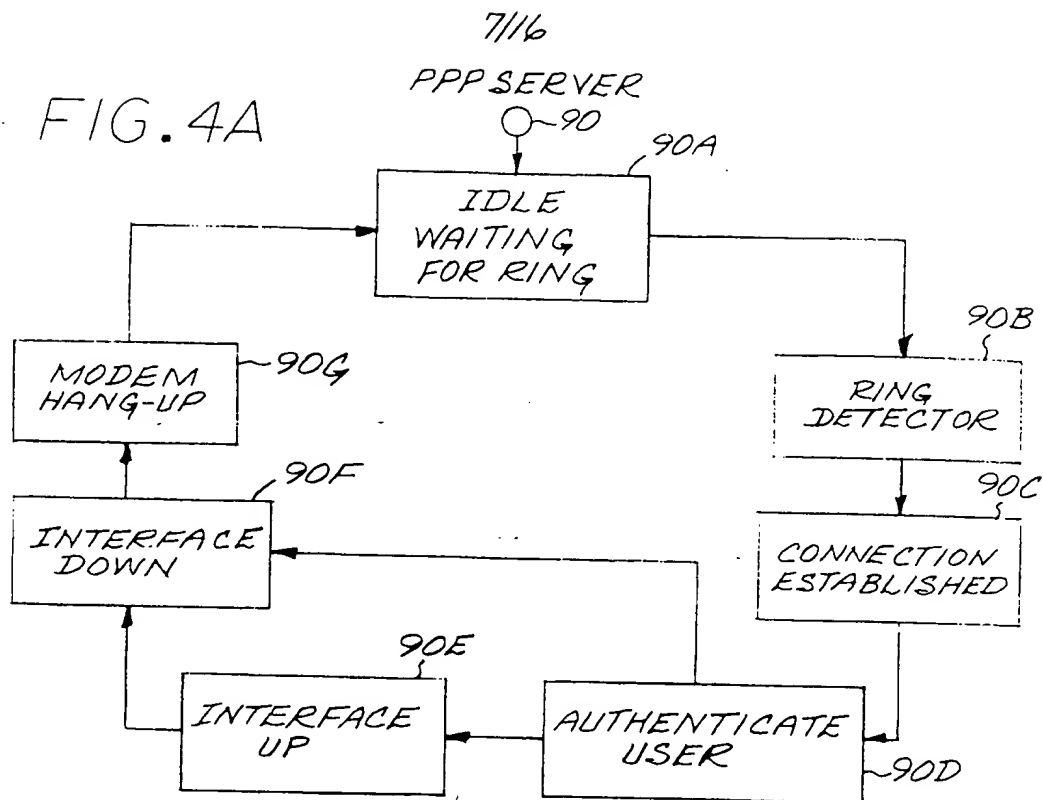 7/16
PPP SERVER
FIG. 4A
90
90A
IDLE
WAITING
FOR RING
90B
RING
DETECTOR
90C
CONNECTION
ESTABLISHED
90D
AUTHENTICATE
USER
90E
INTERFACE
UP
90F
INTERFACE
DOWN
90G
MODEM
HANG-UP